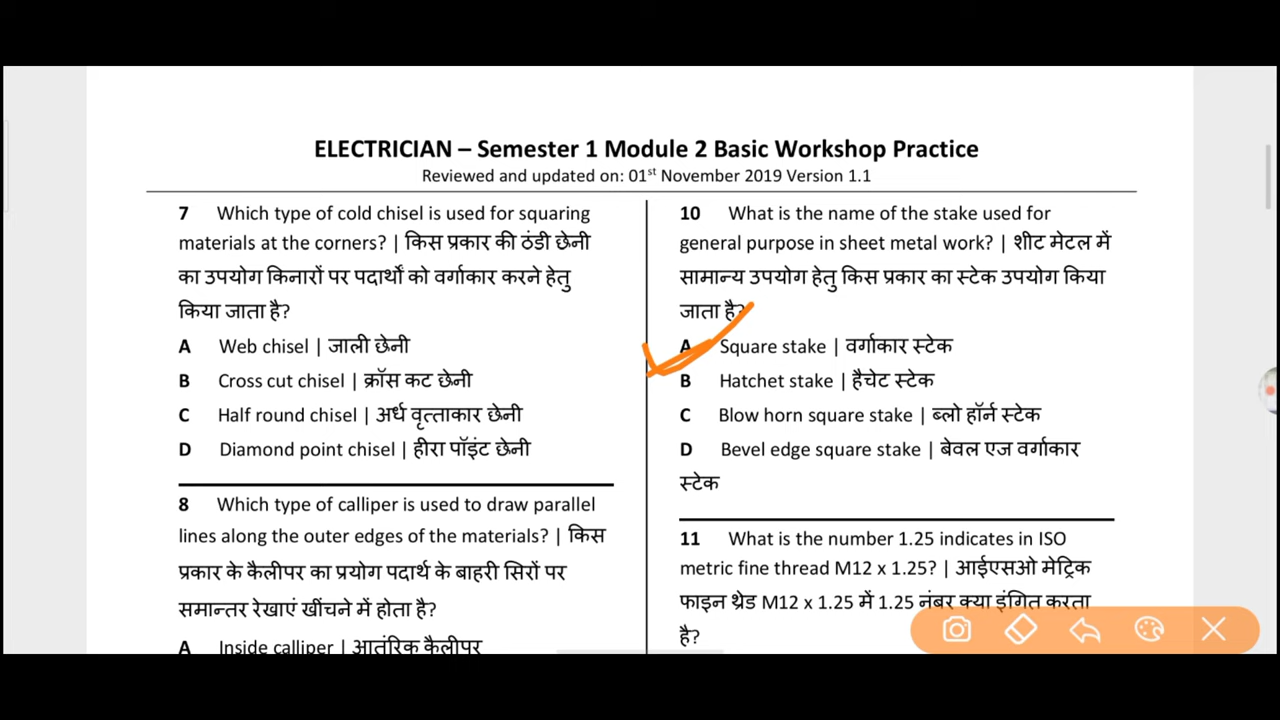 ELECTRICIAN – Semester 1 Module 2 Basic Workshop Practice
Reviewed and updated on: 01st November 2019 Version 1.1
7 Which type of cold chisel is used for squaring
materials at the corners? | किस प्रकार की ठंडी छेनी
का उपयोग किनारों पर पदार्थों को वर्गाकार करने हेतु
किया जाता है?
A Web chisel | जाली छेनी
B Cross cut chisel | क्रॉस कट छेनी
C Half round chisel | अर्ध वृत्ताकार छेनी
D Diamond point chisel | हीरा पॉइंट छेनी
8 Which type of calliper is used to draw parallel
lines along the outer edges of the materials? | किस
प्रकार के कैलीपर का प्रयोग पदार्थ के बाहरी सिरों पर
समान्तर रेखाएं खींचने में होता है?
A Inside calliper | आतंरिक कैलीपर
10 What is the name of the stake used for
general purpose in sheet metal work? | शीट मेटल में
सामान्य उपयोग हेतु किस प्रकार का स्टेक उपयोग किया
जाता है?
A Square stake | वर्गाकार स्टेक
B Hatchet stake | हैचेट स्टेक
C Blow horn square stake | ब्लो हॉर्न स्टेक
D Bevel edge square stake | बेवल एज वर्गाकार
स्टेक
11 What is the number 1.25 indicates in ISO
metric fine thread M12 x 1.25? | आईएसओ मेट्रिक
फाइन थ्रेड M12 x 1.25 में 1.25 नंबर क्या इंगित करता
है?